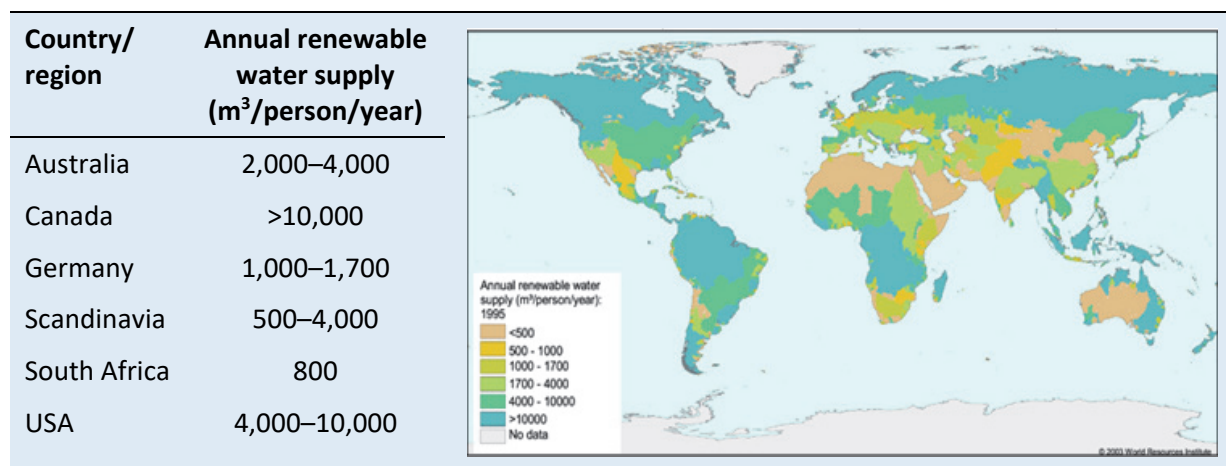 Country/
region
Annual renewable
water supply
(m³/person/year)
Australia 2,000–4,000
Canada >10,000
Germany 1,000–1,700
Scandinavia 500–4,000
South Africa 800
USA 4,000–10,000
Annual renewable water
supply (m³/person/year):
1995
<500
500 - 1000
1000 - 1700
1700 - 4000
4000 - 10000
>10000
No data
© 2003 World Resources Institute